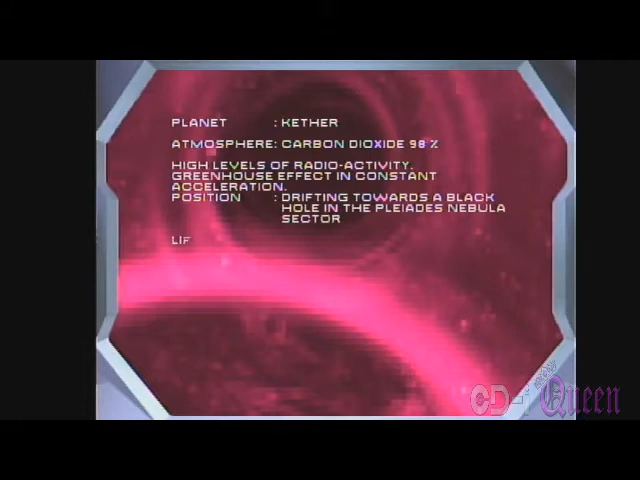 PLANET : KETHER
ATMOSPHERE: CARBON DIOXIDE 98 %
HIGH LEVELS OF RADIO-ACTIVITY.
GREENHOUSE EFFECT IN CONSTANT
ACCELERATION.
POSITION : DRIFTING TOWARDS A BLACK
HOLE IN THE PLEIADES NEBULA
SECTOR
LIF
CD-i Queen